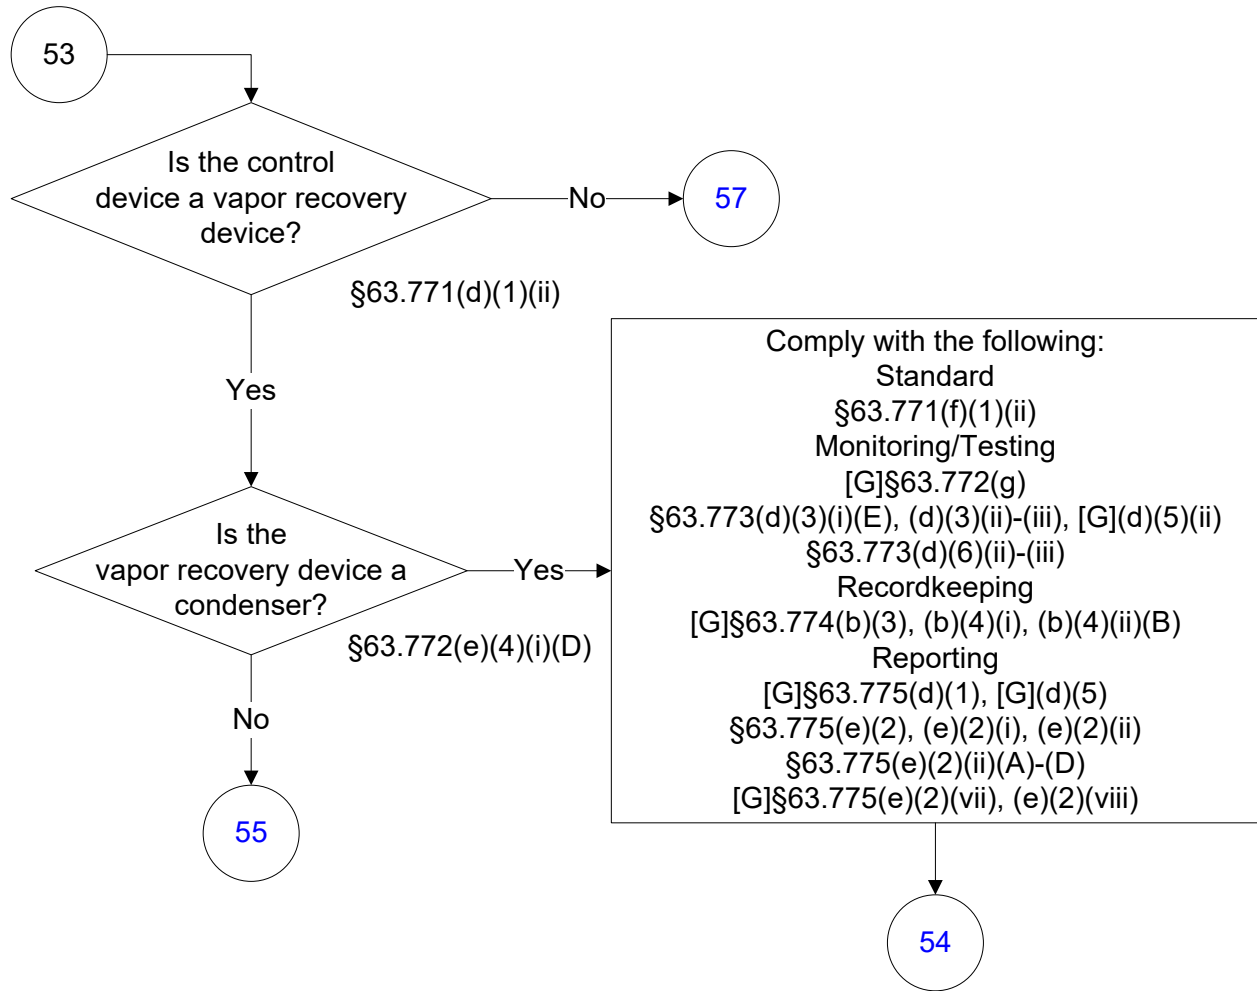 53
Is the control
device a vapor recovery
device?
No
57
§63.771(d)(1)(ii)
Yes
Is the
vapor recovery device a
condenser?
Yes
§63.772(e)(4)(i)(D)
No
55
Comply with the following:
Standard
§63.771(f)(1)(ii)
Monitoring/Testing
[G]§63.772(g)
§63.773(d)(3)(i)(E), (d)(3)(ii)-(iii), [G](d)(5)(ii)
§63.773(d)(6)(ii)-(iii)
Recordkeeping
[G]§63.774(b)(3), (b)(4)(i), (b)(4)(ii)(B)
Reporting
[G]§63.775(d)(1), [G](d)(5)
§63.775(e)(2), (e)(2)(i), (e)(2)(ii)
§63.775(e)(2)(ii)(A)-(D)
[G]§63.775(e)(2)(vii), (e)(2)(viii)
54